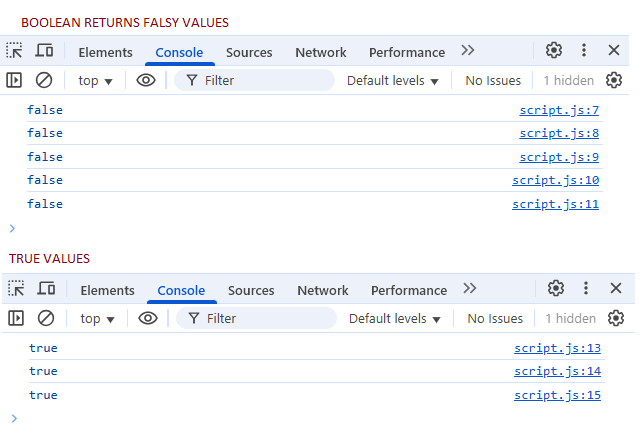 BOOLEAN RETURNS FALSY VALUES
Elements Console Sources Network Performance
top Filter Default levels No Issues 1 hidden
false script.js:7
false script.js:8
false script.js:9
false script.js:10
false script.js:11
TRUE VALUES
Elements Console Sources Network Performance
top Filter Default levels No Issues 1 hidden
true script.js:13
true script.js:14
true script.js:15